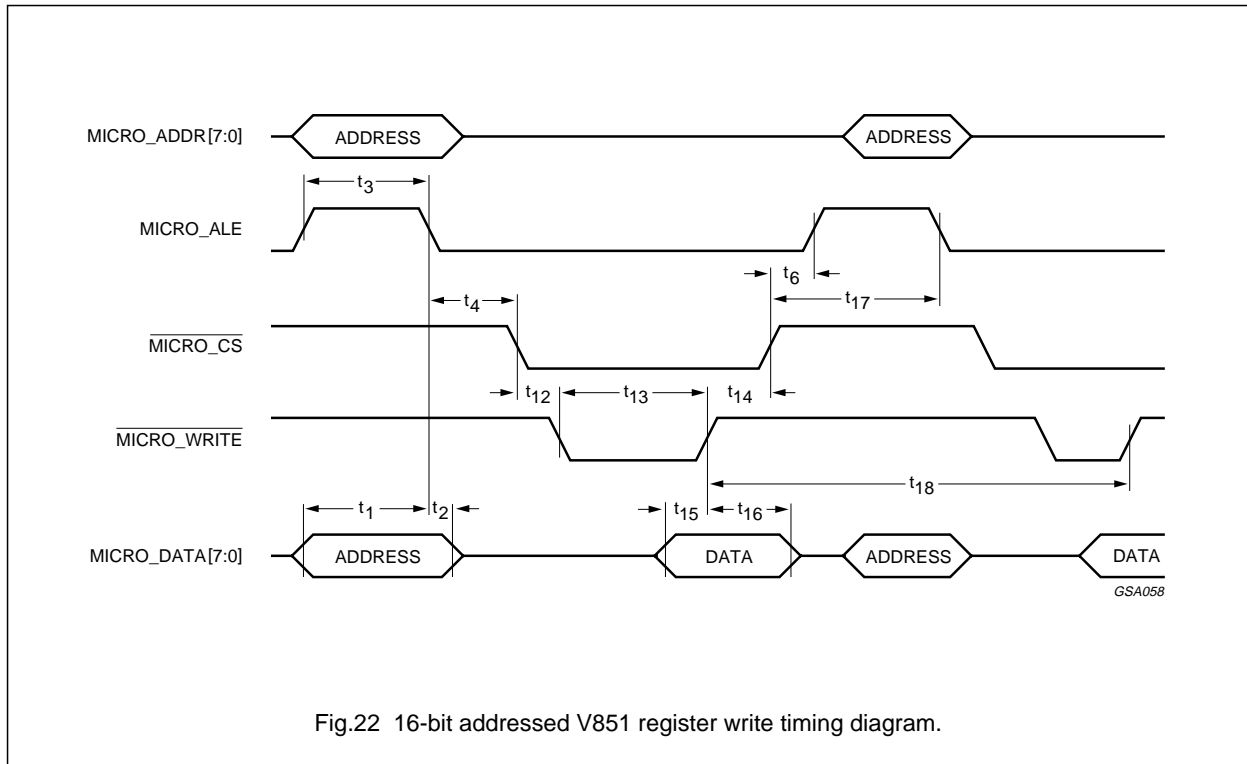 MICRO_ADDR[7:0] ADDRESS ADDRESS
t3
MICRO_ALE
t6
t4 t17
MICRO_CS
t12 t13 t14
MICRO_WRITE
t18
t1 t2 t15 t16
MICRO_DATA[7:0] ADDRESS DATA ADDRESS DATA
GSA058
Fig.22 16-bit addressed V851 register write timing diagram.